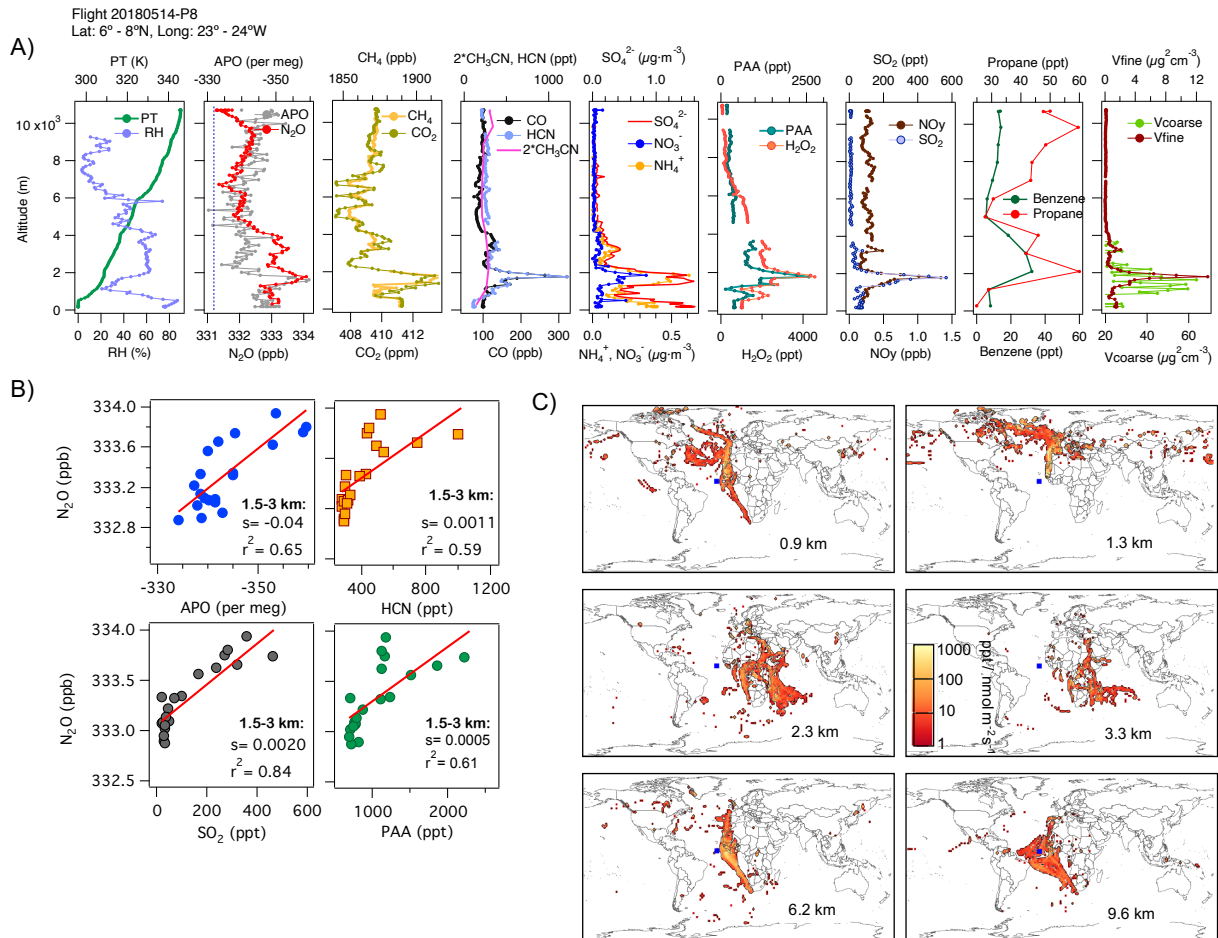 Flight 20180514-P8
Lat: 6° - 8°N, Long: 23° - 24°W
A)
PT (K)
300 320 340
APO (per meg)
-330 -350
CH4 (ppb)
1850 1900
2*CH3CN, HCN (ppt)
0 1000
SO4 2- (µg·m-3)
0.0 1.0
PAA (ppt)
0 2500
SO2 (ppt)
0 200 400 600
Propane (ppt)
30 40 50 60
Vfine (µg2cm-3)
0 4 8 12
Altitude (m)
10 x10³
8
6
4
2
0
PT
RH
APO
N2O
CH4
CO2
CO
HCN
2*CH3CN
SO4 2-
NO3 -
NH4 +
PAA
H2O2
NOy
SO2
Benzene
Propane
Vcoarse
Vfine
20 40 60 80
RH (%)
331 332 333 334
N2O (ppb)
408 410 412
CO2 (ppm)
100 200 300
CO (ppb)
0.0 0.2 0.4 0.6
NH4+, NO3- (µg·m-3)
0 2000 4000
H2O2 (ppt)
0.0 0.5 1.0 1.5
NOy (ppt)
0 20 40 60
Benzene (ppt)
20 40 60
Vcoarse (µg2cm-3)
B)
N2O (ppb)
334.0
333.6
333.2
332.8
1.5-3 km:
s= -0.04
r2= 0.65
-330 -350
APO (per meg)
1.5-3 km:
s= 0.0011
r2= 0.59
400 800 1200
HCN (ppt)
N2O (ppb)
334.0
333.5
333.0
332.5
1.5-3 km:
s= 0.0020
r2= 0.84
0 200 400 600
SO2 (ppt)
1.5-3 km:
s= 0.0005
r2= 0.61
1000 2000
PAA (ppt)
C)
0.9 km
1.3 km
2.3 km
1000
100
10
1
ppt / nmol m-2 s-1
3.3 km
6.2 km
9.6 km